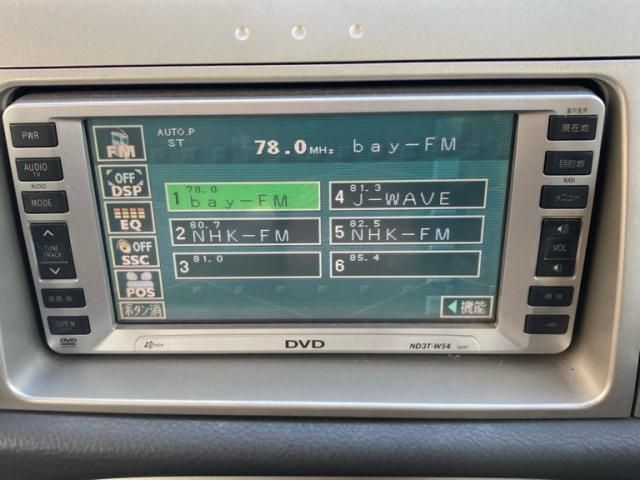 PWR
AUDIO
TV
AUDIO
MODE
TUNE
TRACK
OPEN
DVD
FM
AUTO.P
ST
78.0MHz bay-FM
OFF
DSP
EQ
OFF
SSC
POS
ボタン消
78.0
1 bay-FM
81.3
4 J-WAVE
80.7
2 NHK-FM
82.5
5 NHK-FM
81.0
3
85.4
6
◀機能
DVD
ND3T-W54
現在地
目的地
NAVI
メニュー
VOL